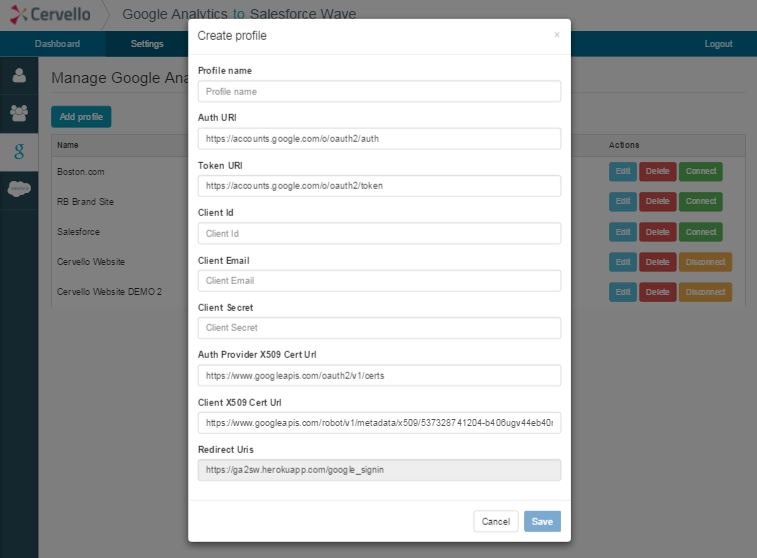 Cervello
Google Analytics to Salesforce Wave
Dashboard
Settings
Logout
Manage Google Ana
Add profile
Name
Actions
Boston.com
Edit Delete Connect
RB Brand Site
Edit Delete Connect
Salesforce
Edit Delete Connect
Cervello Website
Edit Delete Disconnect
Cervello Website DEMO 2
Edit Delete Disconnect
Create profile
×
Profile name
Profile name
Auth URI
https://accounts.google.com/o/oauth2/auth
Token URI
https://accounts.google.com/o/oauth2/token
Client Id
Client Id
Client Email
Client Email
Client Secret
Client Secret
Auth Provider X509 Cert Url
https://www.googleapis.com/oauth2/v1/certs
Client X509 Cert Url
https://www.googleapis.com/robot/v1/metadata/x509/537328741204-b406ugv44eb40r
Redirect Uris
https://ga2sw.herokuapp.com/google_signin
Cancel
Save